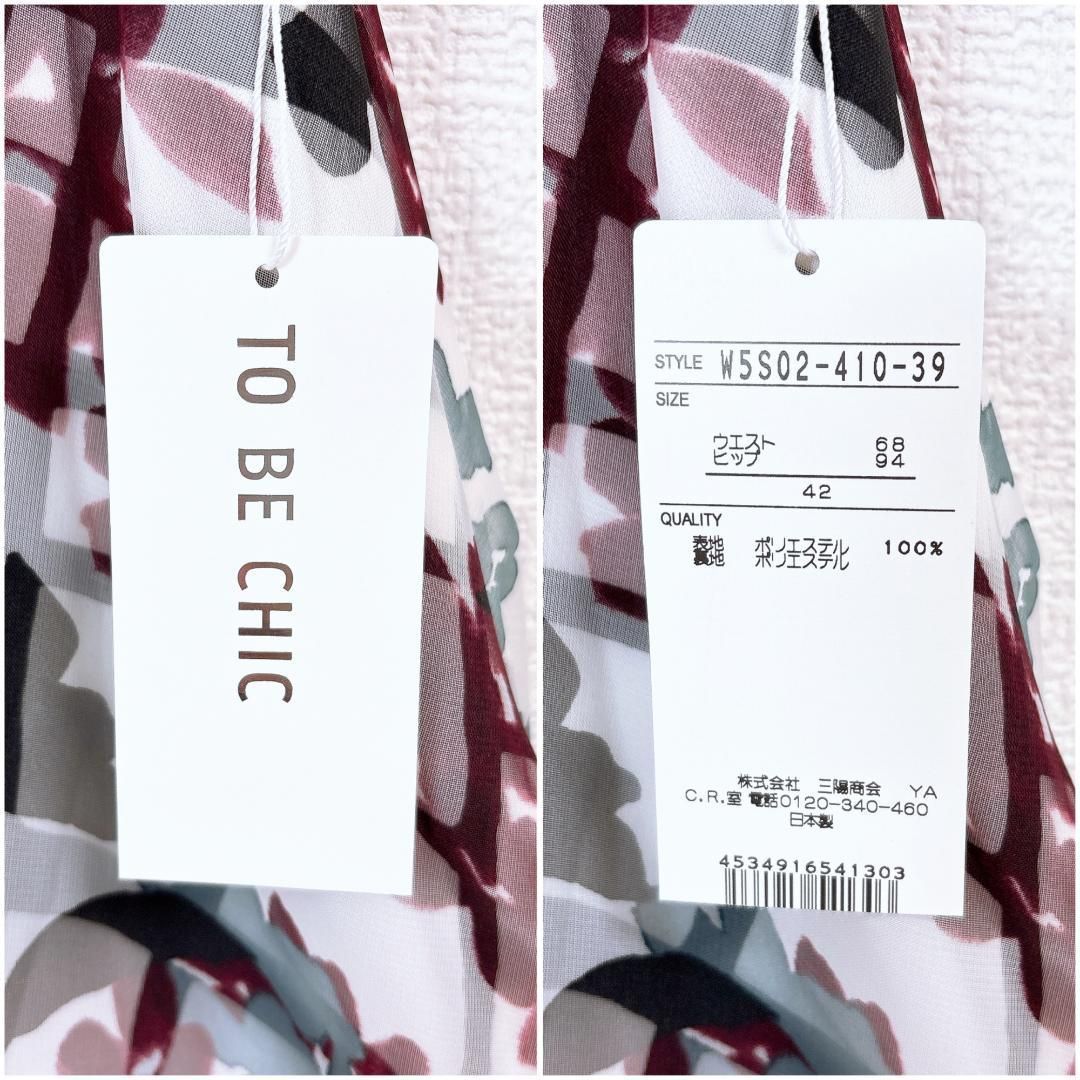 TO BE CHIC
STYLE W5S02-410-39
SIZE
ウエスト 68
ヒップ 94
42
QUALITY
表地 ポリエステル 100%
裏地 ポリエステル
株式会社 三陽商会 YA
C.R.室 電話0120-340-460
日本製
4534916541303